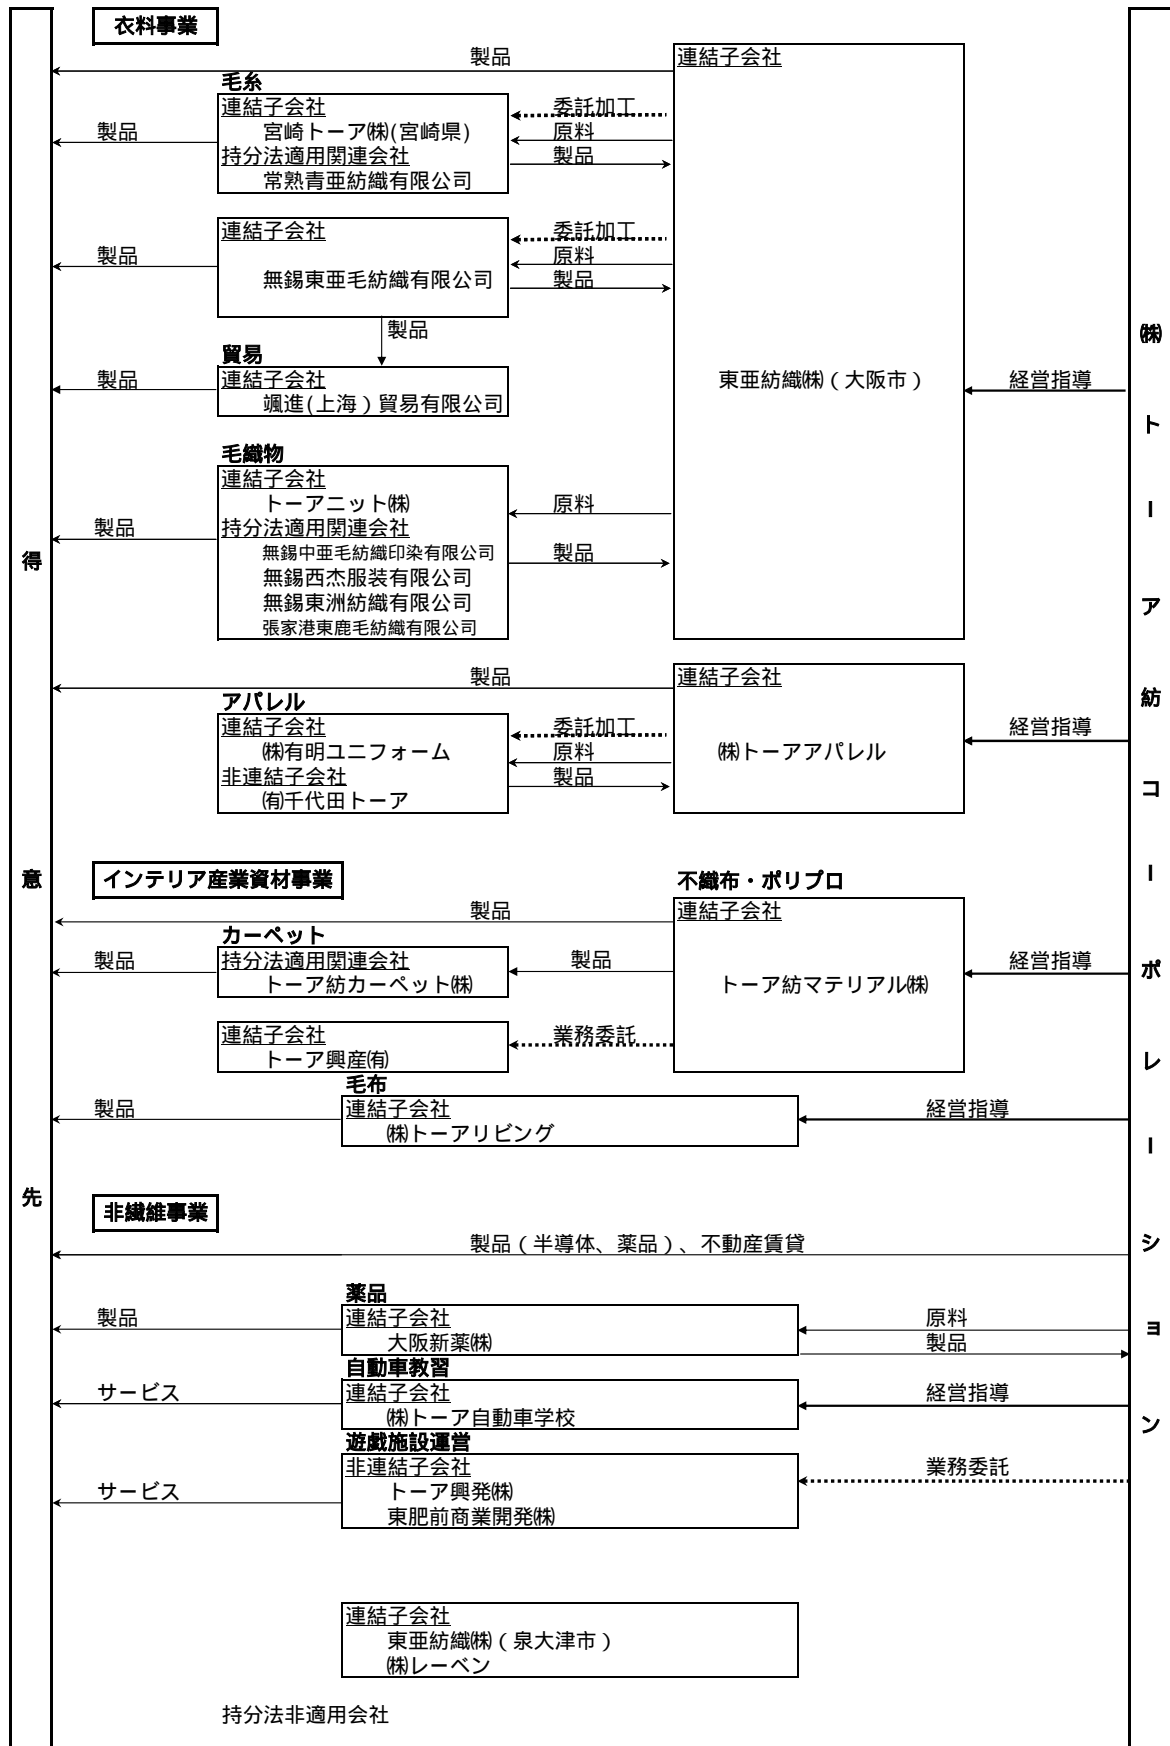 衣料事業
製品
連結子会社
毛糸
連結子会社
宮崎トーア㈱(宮崎県)
持分法適用関連会社
常熟青亜紡織有限公司
製品
委託加工
原料
製品
連結子会社
無錫東亜毛紡織有限公司
製品
委託加工
原料
製品
製品
貿易
連結子会社
颯進(上海)貿易有限公司
製品
東亜紡織㈱(大阪市)
経営指導
毛織物
連結子会社
トーアニット㈱
持分法適用関連会社
無錫中亜毛紡織印染有限公司
無錫西杰服装有限公司
無錫東洲紡織有限公司
張家港東鹿毛紡織有限公司
製品
原料
製品
製品
連結子会社
アパレル
連結子会社
㈱有明ユニフォーム
非連結子会社
㈲千代田トーア
委託加工
原料
製品
㈱トーアアパレル
経営指導
インテリア産業資材事業
不織布・ポリプロ
製品
連結子会社
カーペット
持分法適用関連会社
トーア紡カーペット㈱
製品
製品
トーア紡マテリアル㈱
経営指導
連結子会社
トーア興産㈲
業務委託
毛布
連結子会社
㈱トーアリビング
製品
経営指導
非繊維事業
製品(半導体、薬品)、不動産賃貸
薬品
連結子会社
大阪新薬㈱
製品
原料
製品
自動車教習
連結子会社
㈱トーア自動車学校
サービス
経営指導
遊戯施設運営
非連結子会社
トーア興発㈱
東肥前商業開発㈱
サービス
業務委託
連結子会社
東亜紡織㈱(泉大津市)
㈱レーベン
持分法非適用会社
得意先
㈱トーア紡コーポレーション